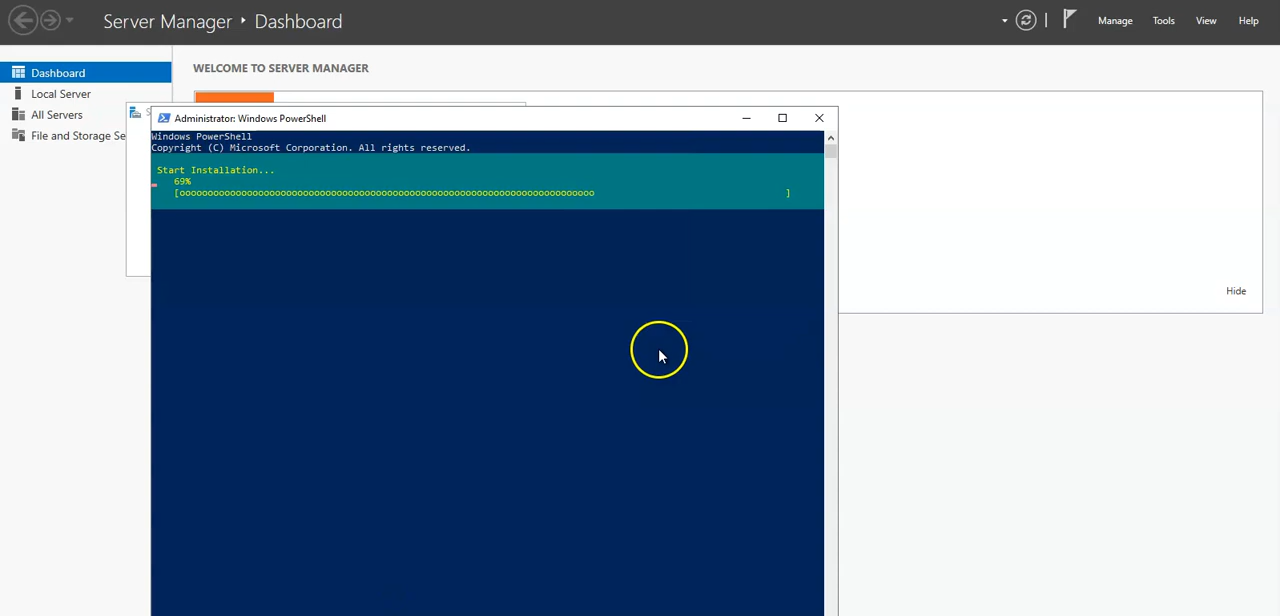 Server Manager ‣ Dashboard
Manage Tools View Help
Dashboard
Local Server
All Servers
File and Storage Se
WELCOME TO SERVER MANAGER
Administrator: Windows PowerShell
Windows PowerShell
Copyright (C) Microsoft Corporation. All rights reserved.
Start Installation...
69%
[oooooooooooooooooooooooooooooooooooooooooooooooooooooooooooooooooooooooooo ]
Hide